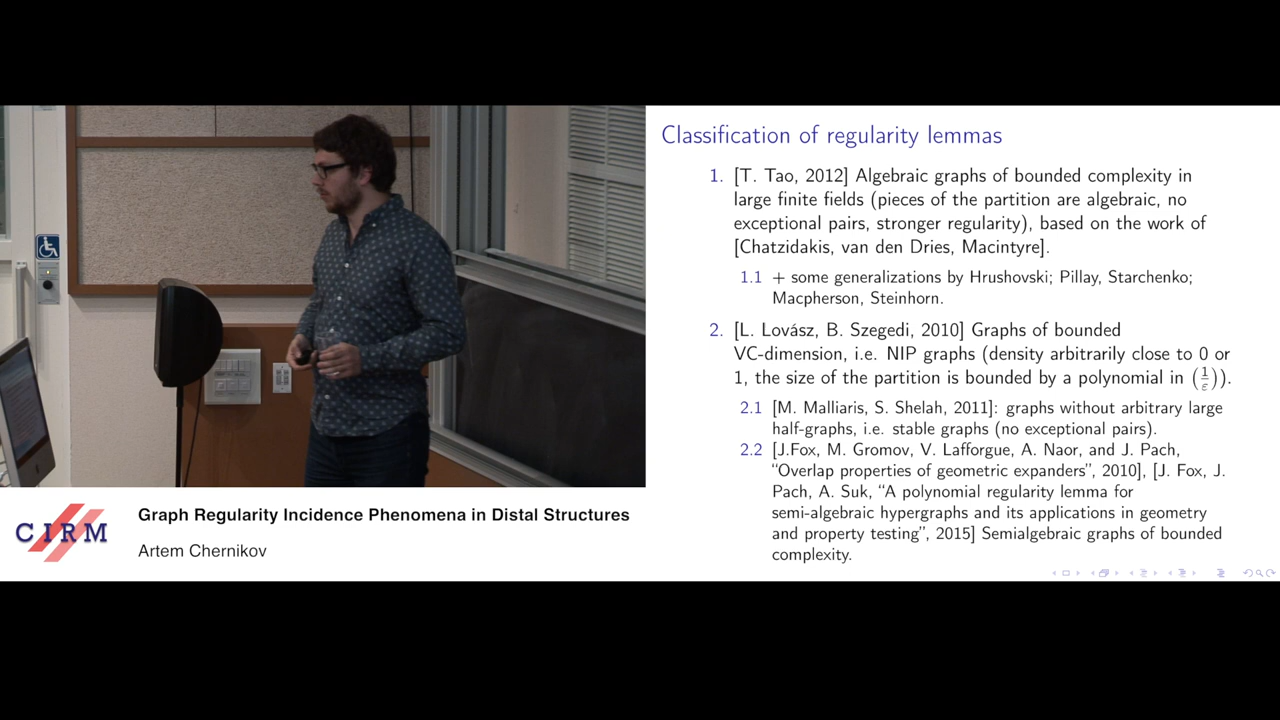 Classification of regularity lemmas
1. [T. Tao, 2012] Algebraic graphs of bounded complexity in
large finite fields (pieces of the partition are algebraic, no
exceptional pairs, stronger regularity), based on the work of
[Chatzidakis, van den Dries, Macintyre].
1.1 + some generalizations by Hrushovski; Pillay, Starchenko;
Macpherson, Steinhorn.
2. [L. Lovász, B. Szegedi, 2010] Graphs of bounded
VC-dimension, i.e. NIP graphs (density arbitrarily close to 0 or
1, the size of the partition is bounded by a polynomial in (1/ε)).
2.1 [M. Malliaris, S. Shelah, 2011]: graphs without arbitrary large
half-graphs, i.e. stable graphs (no exceptional pairs).
2.2 [J.Fox, M. Gromov, V. Lafforgue, A. Naor, and J. Pach,
“Overlap properties of geometric expanders”, 2010], [J. Fox, J.
Pach, A. Suk, “A polynomial regularity lemma for
semi-algebraic hypergraphs and its applications in geometry
and property testing”, 2015] Semialgebraic graphs of bounded
complexity.
CIRM
Graph Regularity Incidence Phenomena in Distal Structures
Artem Chernikov